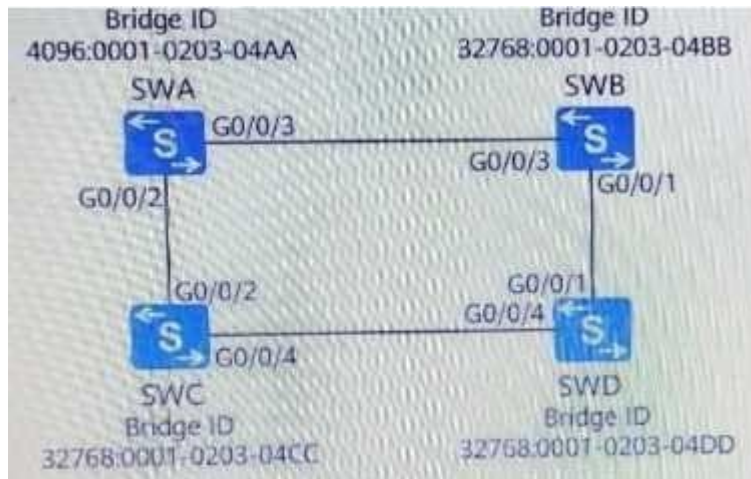 Bridge ID
4096:0001-0203-04AA
SWA
Bridge ID
32768:0001-0203-04BB
SWB
S
G0/0/3
G0/0/3
S
G0/0/1
G0/0/2
G0/0/2
G0/0/1
G0/0/4
S
G0/0/4
S
SWC
Bridge ID
32768:0001-0203-04CC
SWD
Bridge ID
32768:0001-0203-04DD